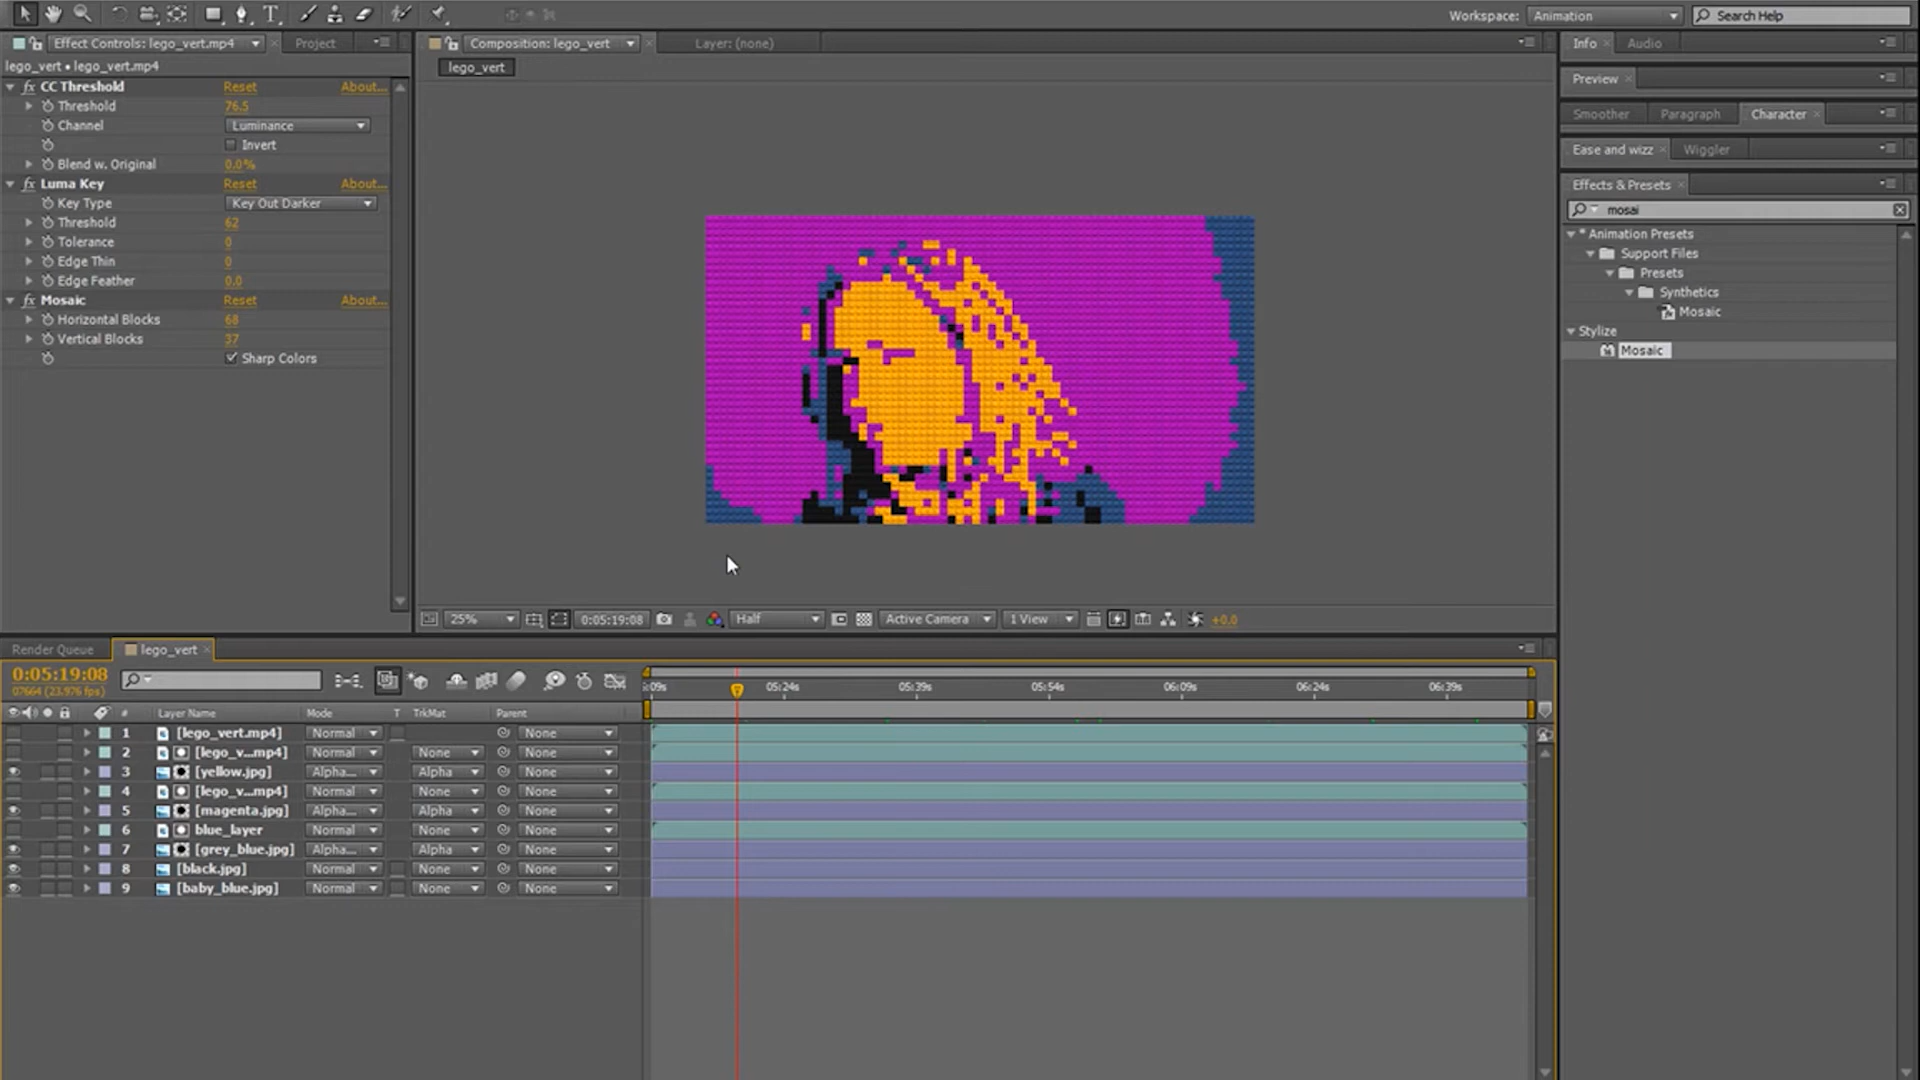 Workspace: Animation Search Help
Effect Controls: lego_vert.mp4 Project
lego_vert • lego_vert.mp4
fx CC Threshold Reset About...
Threshold 76.5
Channel Luminance
Invert
Blend w. Original 0.0%
fx Luma Key Reset About...
Key Type Key Out Darker
Threshold 62
Tolerance 0
Edge Thin 0
Edge Feather 0.0
fx Mosaic Reset About...
Horizontal Blocks 68
Vertical Blocks 37
Sharp Colors
Composition: lego_vert Layer: (none)
lego_vert
25% 0:05:19:08 Half Active Camera 1 View +0.0
Info Audio
Preview
Smoother Paragraph Character
Ease and wizz Wiggler
Effects & Presets
mosai
* Animation Presets
Support Files
Presets
Synthetics
Mosaic
Stylize
Mosaic
Render Queue lego_vert
0:05:19:08
07664 (23.976 fps)
:09s 05:24s 05:39s 05:54s 06:09s 06:24s 06:39s
# Layer Name Mode T TrkMat Parent
1 [lego_vert.mp4] Normal None
2 [lego_v...mp4] Normal None None
3 [yellow.jpg] Alpha... Alpha None
4 [lego_v...mp4] Normal None None
5 [magenta.jpg] Alpha... Alpha None
6 blue_layer Normal None None
7 [grey_blue.jpg] Alpha... Alpha None
8 [black.jpg] Normal None None
9 [baby_blue.jpg] Normal None None